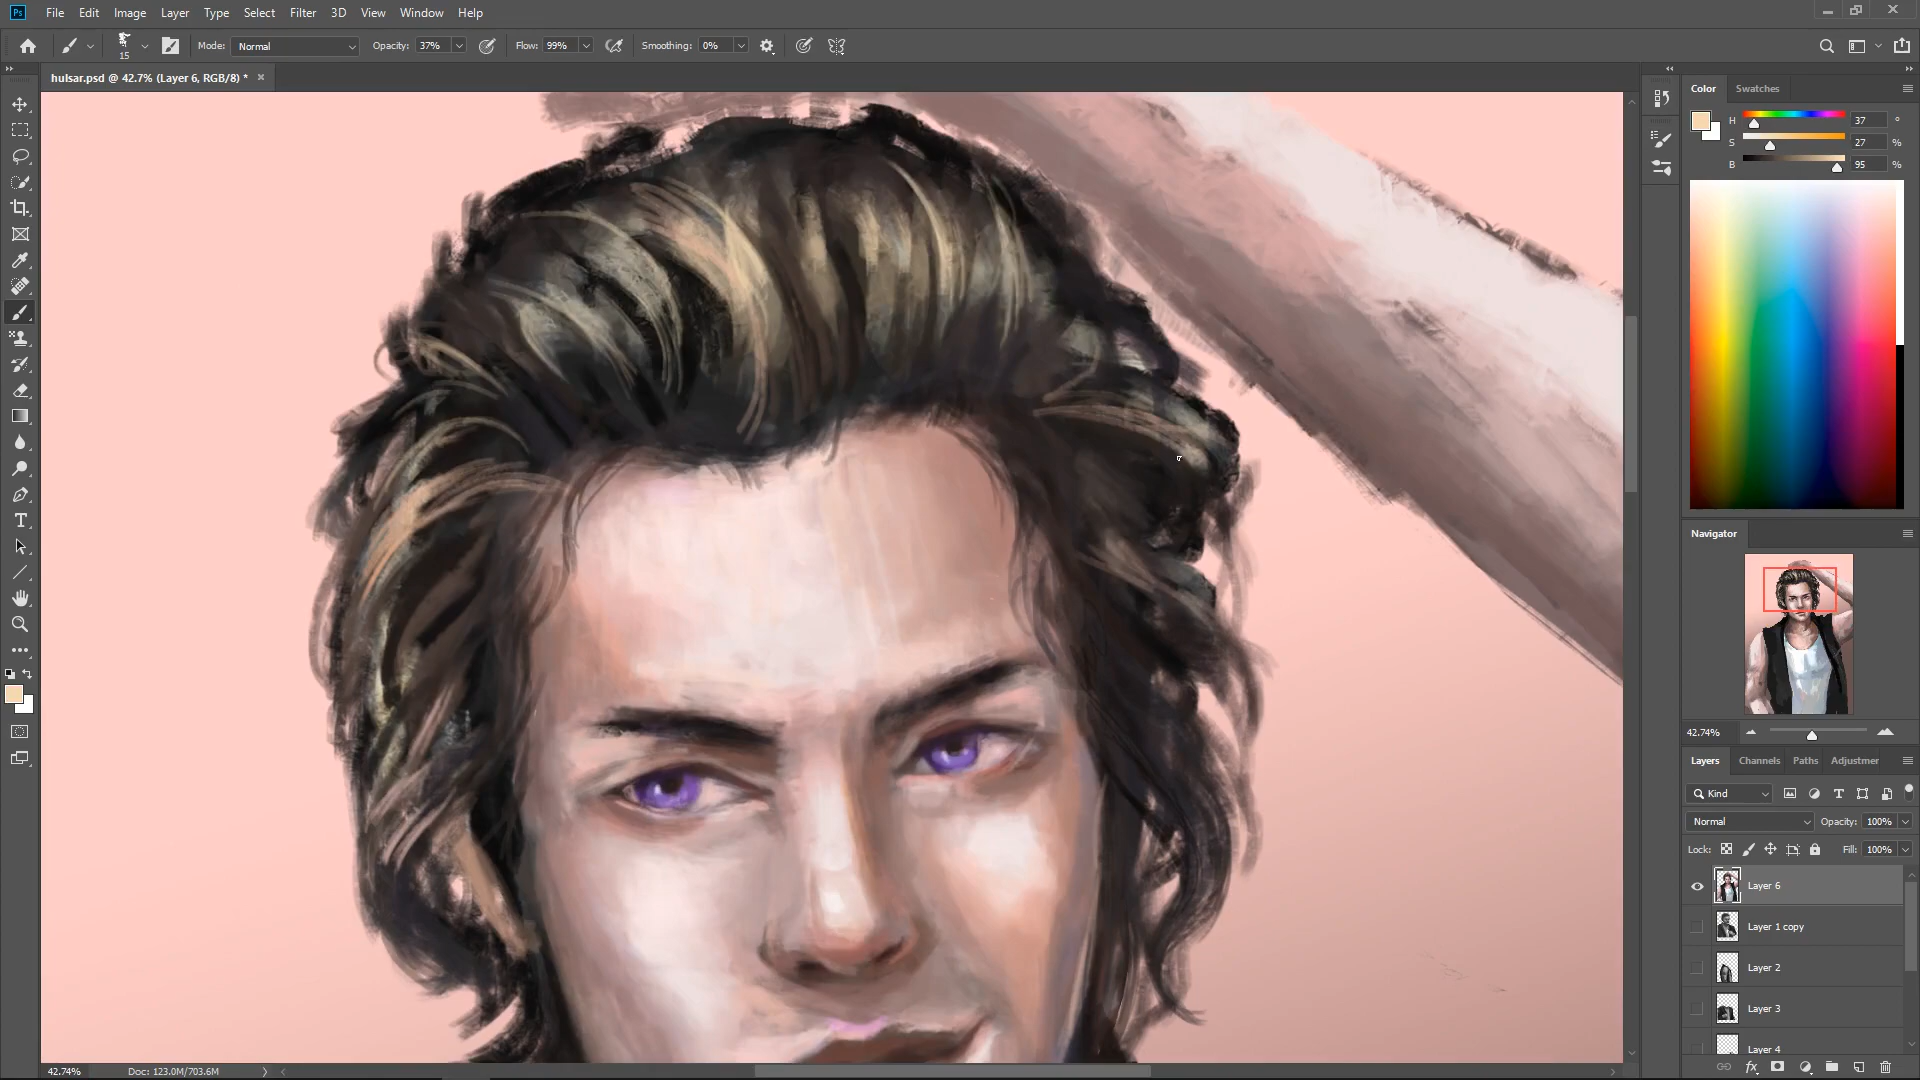 Ps File Edit Image Layer Type Select Filter 3D View Window Help
15 Mode: Normal Opacity: 37% Flow: 99% Smoothing: 0%
hulsar.psd @ 42.7% (Layer 6, RGB/8) *
Color Swatches
H 37 °
S 27 %
B 95 %
Navigator
42.74%
Layers Channels Paths Adjustmer
Kind
Normal Opacity: 100%
Lock: Fill: 100%
Layer 6
Layer 1 copy
Layer 2
Layer 3
Layer 4
42.74% Doc: 123.0M/703.6M